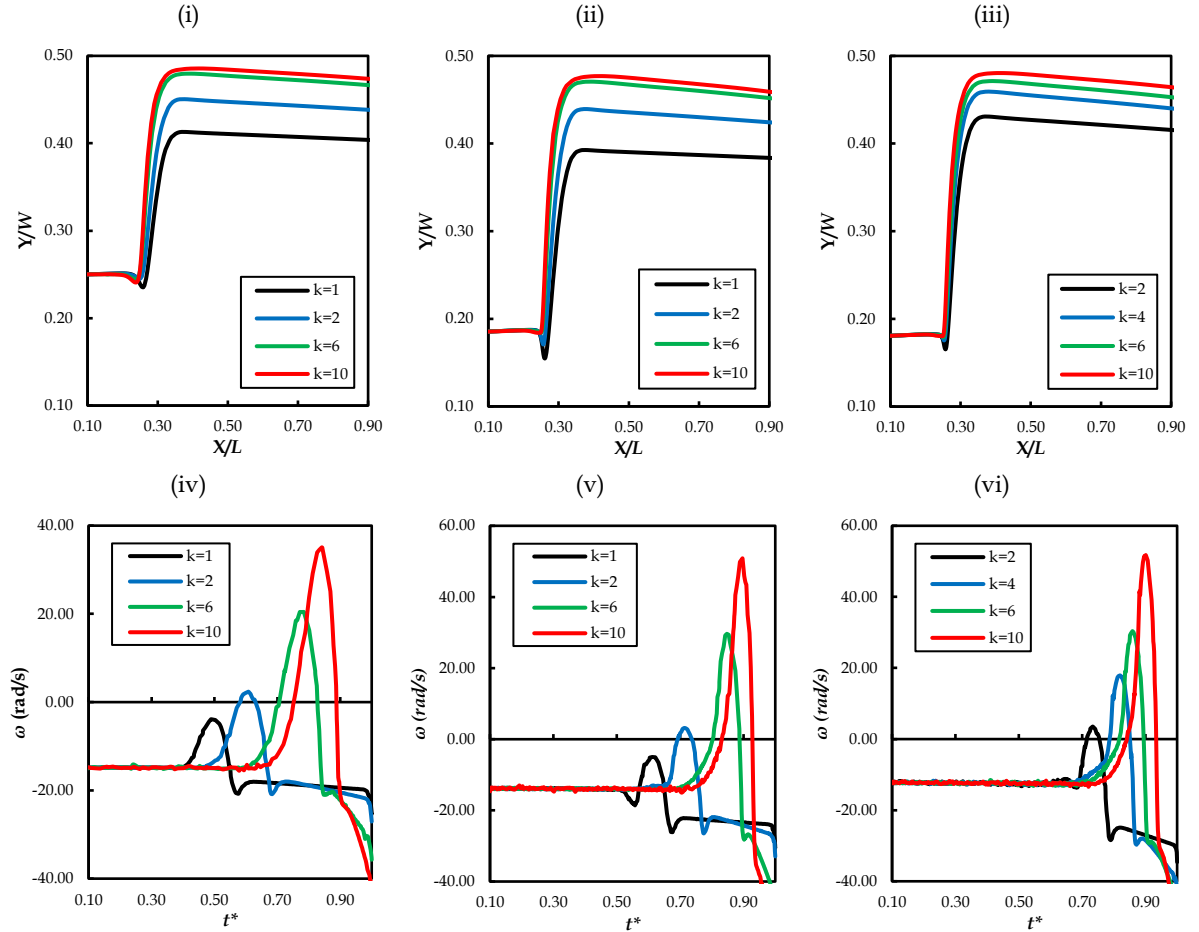 (i)
0.50
0.40
0.30
0.20
0.10
Y/W
0.10 0.30 0.50 0.70 0.90
X/L
k=1
k=2
k=6
k=10
(ii)
0.50
0.40
0.30
0.20
0.10
Y/W
0.10 0.30 0.50 0.70 0.90
X/L
k=1
k=2
k=6
k=10
(iii)
0.50
0.40
0.30
0.20
0.10
Y/W
0.10 0.30 0.50 0.70 0.90
X/L
k=2
k=4
k=6
k=10
(iv)
40.00
20.00
0.00
-20.00
-40.00
ω (rad/s)
0.10 0.30 0.50 0.70 0.90
t*
k=1
k=2
k=6
k=10
(v)
60.00
40.00
20.00
0.00
-20.00
-40.00
ω (rad/s)
0.10 0.30 0.50 0.70 0.90
t*
k=1
k=2
k=6
k=10
(vi)
60.00
40.00
20.00
0.00
-20.00
-40.00
ω (rad/s)
0.10 0.30 0.50 0.70 0.90
t*
k=2
k=4
k=6
k=10